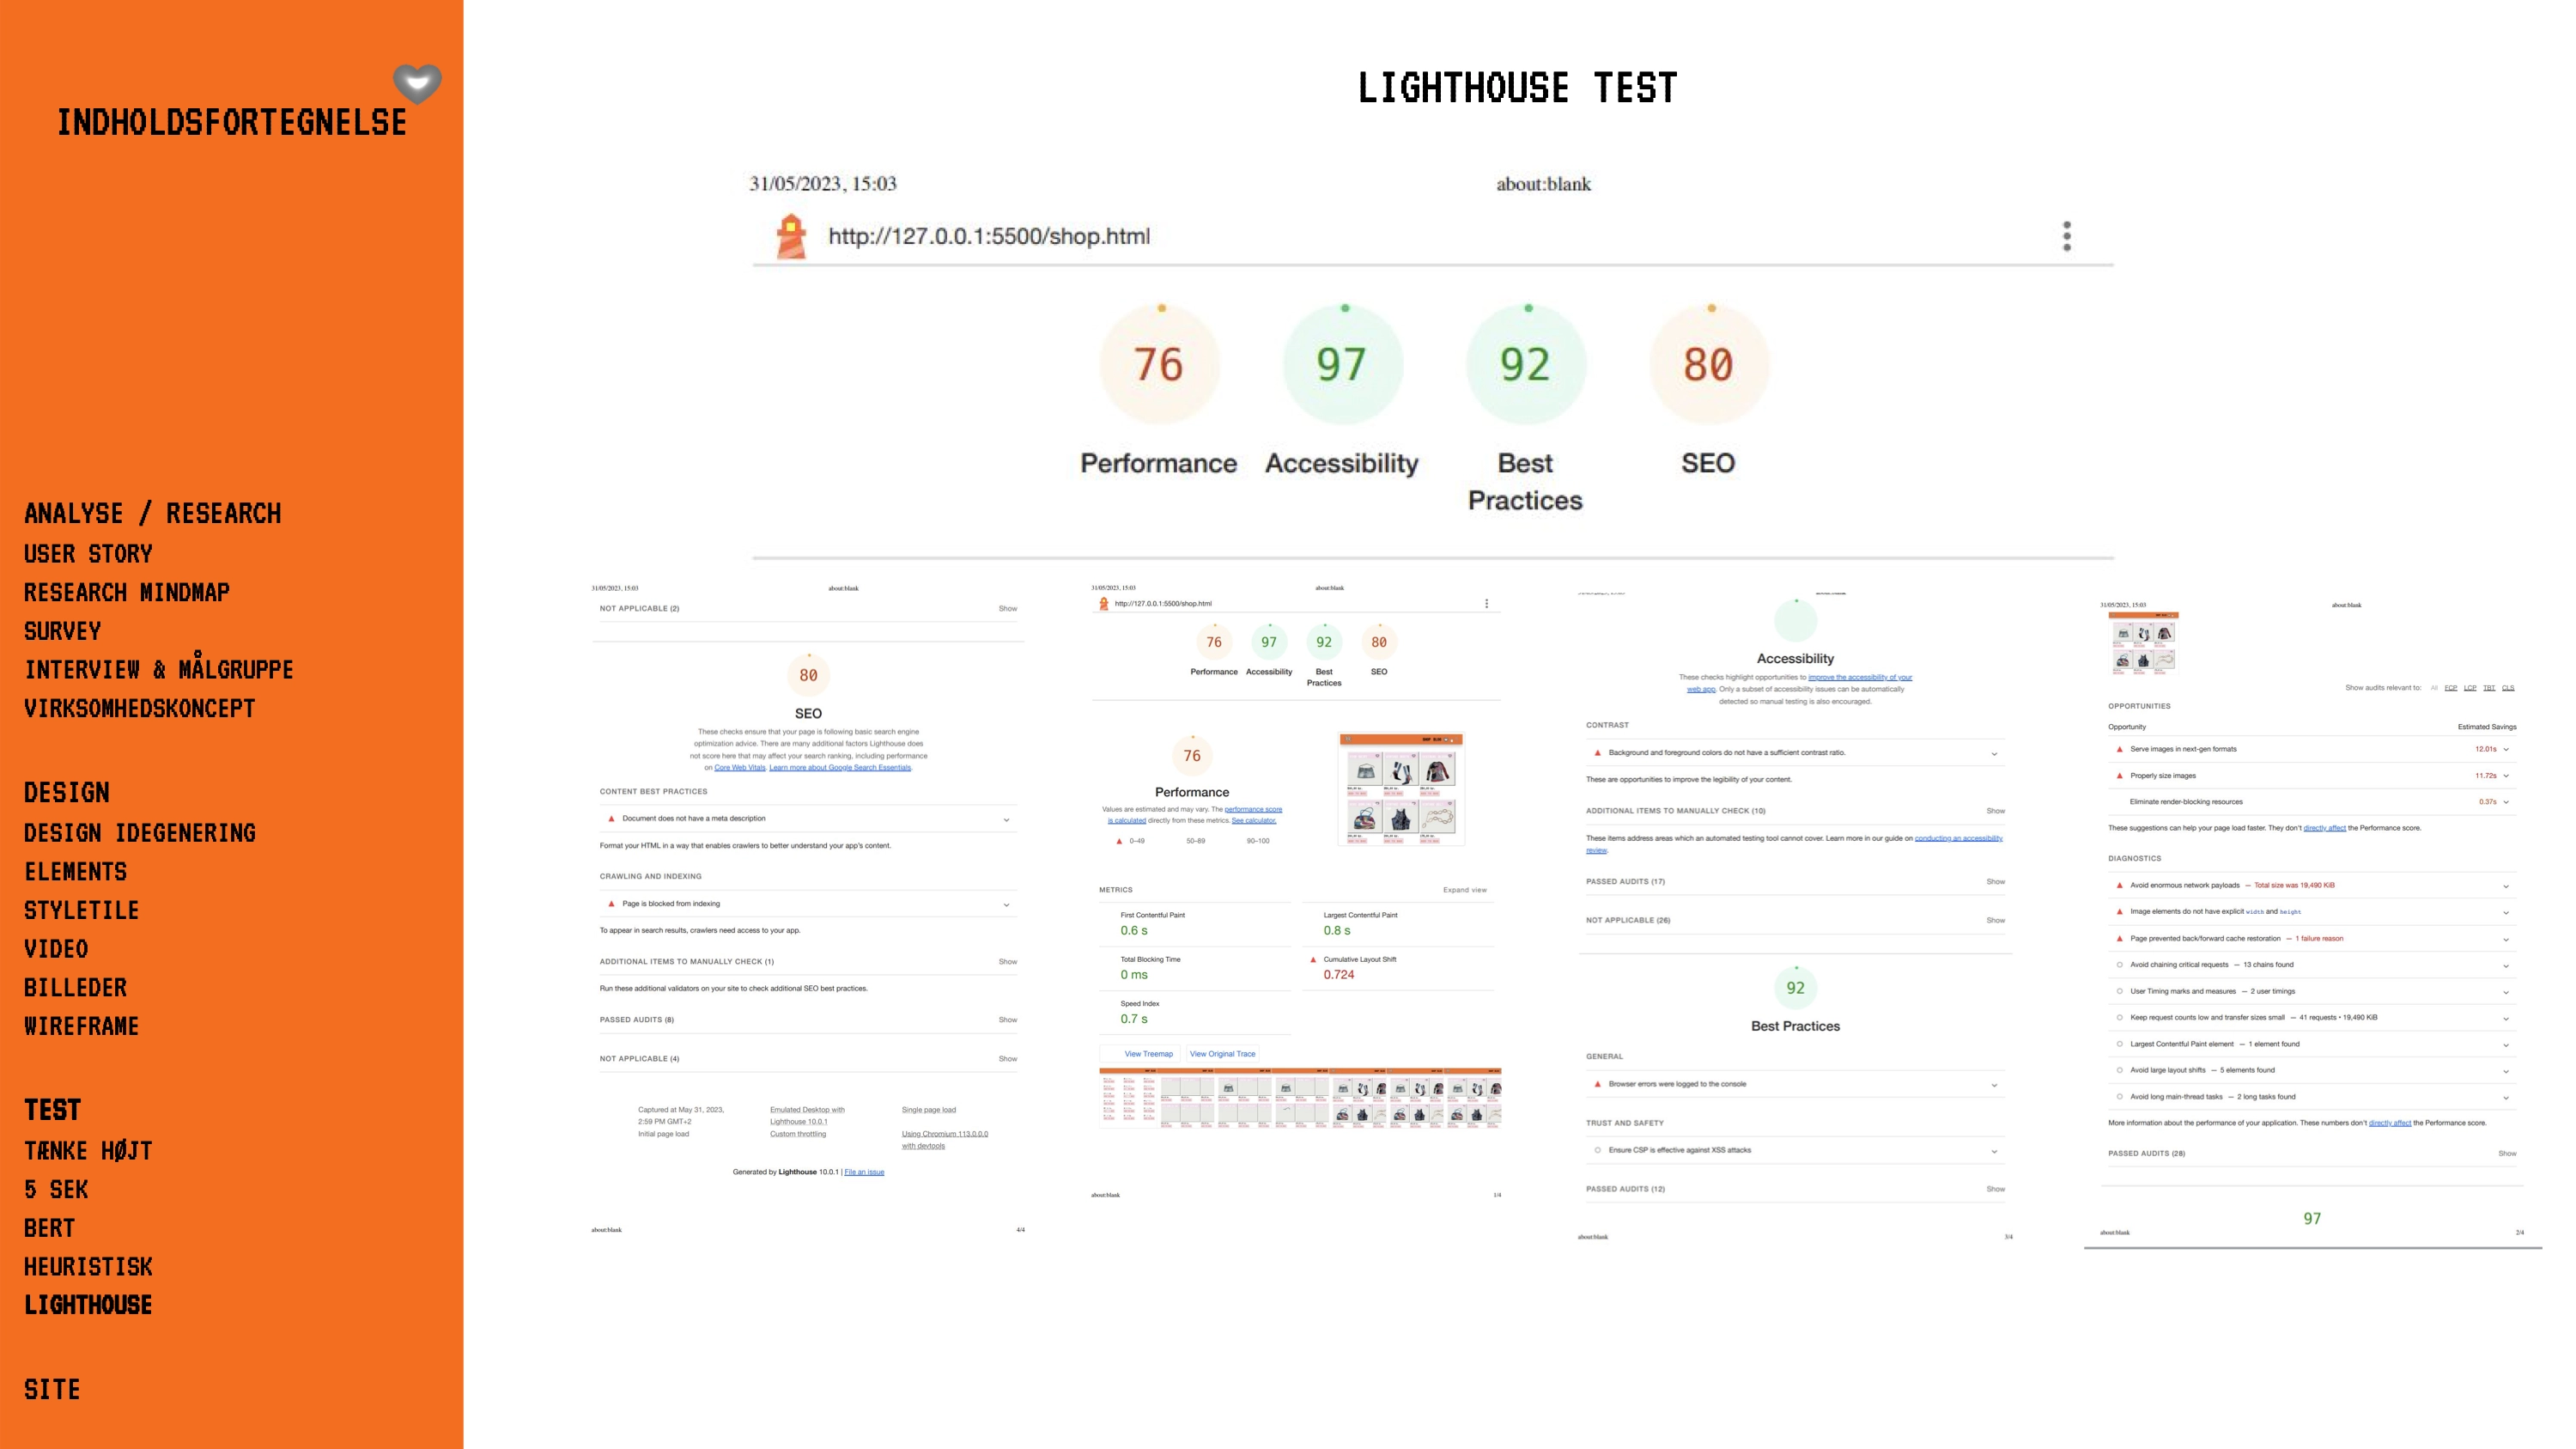 INDHOLDSFORTEGNELSE
ANALYSE / RESEARCH
USER STORY
RESEARCH MINDMAP
SURVEY
INTERVIEW & MÅLGRUPPE
VIRKSOMHEDSKONCEPT
DESIGN
DESIGN IDEGENERING
ELEMENTS
STYLETILE
VIDEO
BILLEDER
WIREFRAME
TEST
TÆNKE HØJT
5 SEK
BERT
HEURISTISK
LIGHTHOUSE
SITE
LIGHTHOUSE TEST
31/05/2023, 15:03 about:blank
http://127.0.0.1:5500/shop.html
76 97 92 80
Performance Accessibility Best SEO
Practices
31/05/2023, 15:03 about:blank
NOT APPLICABLE (2) Show
80
SEO
These checks ensure that your page is following basic search engine
optimization advice. There are many additional factors Lighthouse does
not score here that may affect your search ranking, including performance
on Core Web Vitals. Learn more about Google Search Essentials.
CONTENT BEST PRACTICES
Document does not have a meta description
Format your HTML in a way that enables crawlers to better understand your app's content.
CRAWLING AND INDEXING
Page is blocked from indexing
To appear in search results, crawlers need access to your app.
ADDITIONAL ITEMS TO MANUALLY CHECK (1) Show
Run these additional validators on your site to check additional SEO best practices.
PASSED AUDITS (8) Show
NOT APPLICABLE (4) Show
Captured at May 31, 2023, Emulated Desktop with Single page load
2:59 PM GMT+2 Lighthouse 10.0.1
Initial page load Custom throttling Using Chromium 113.0.0.0
with devtools
Generated by Lighthouse 10.0.1 | File an issue
about:blank 4/4
31/05/2023, 15:03 about:blank
http://127.0.0.1:5500/shop.html
76 97 92 80
Performance Accessibility Best SEO
Practices
76
Performance
Values are estimated and may vary. The performance score
is calculated directly from these metrics. See calculator.
0–49 50–89 90–100
METRICS Expand view
First Contentful Paint Largest Contentful Paint
0.6 s 0.8 s
Total Blocking Time Cumulative Layout Shift
0 ms 0.724
Speed Index
0.7 s
View Treemap View Original Trace
about:blank 1/4
Accessibility
These checks highlight opportunities to improve the accessibility of your
web app. Only a subset of accessibility issues can be automatically
detected so manual testing is also encouraged.
CONTRAST
Background and foreground colors do not have a sufficient contrast ratio.
These are opportunities to improve the legibility of your content.
ADDITIONAL ITEMS TO MANUALLY CHECK (10) Show
These items address areas which an automated testing tool cannot cover. Learn more in our guide on conducting an accessibility
review.
PASSED AUDITS (17) Show
NOT APPLICABLE (26) Show
92
Best Practices
GENERAL
Browser errors were logged to the console
TRUST AND SAFETY
Ensure CSP is effective against XSS attacks
PASSED AUDITS (12) Show
about:blank 3/4
31/05/2023, 15:03 about:blank
Show audits relevant to: All FCP LCP TBT CLS
OPPORTUNITIES
Opportunity Estimated Savings
Serve images in next-gen formats 12.01s
Properly size images 11.72s
Eliminate render-blocking resources 0.37s
These suggestions can help your page load faster. They don't directly affect the Performance score.
DIAGNOSTICS
Avoid enormous network payloads — Total size was 19,490 KiB
Image elements do not have explicit width and height
Page prevented back/forward cache restoration — 1 failure reason
Avoid chaining critical requests — 13 chains found
User Timing marks and measures — 2 user timings
Keep request counts low and transfer sizes small — 41 requests • 19,490 KiB
Largest Contentful Paint element — 1 element found
Avoid large layout shifts — 5 elements found
Avoid long main-thread tasks — 2 long tasks found
More information about the performance of your application. These numbers don't directly affect the Performance score.
PASSED AUDITS (28) Show
97
about:blank 2/4